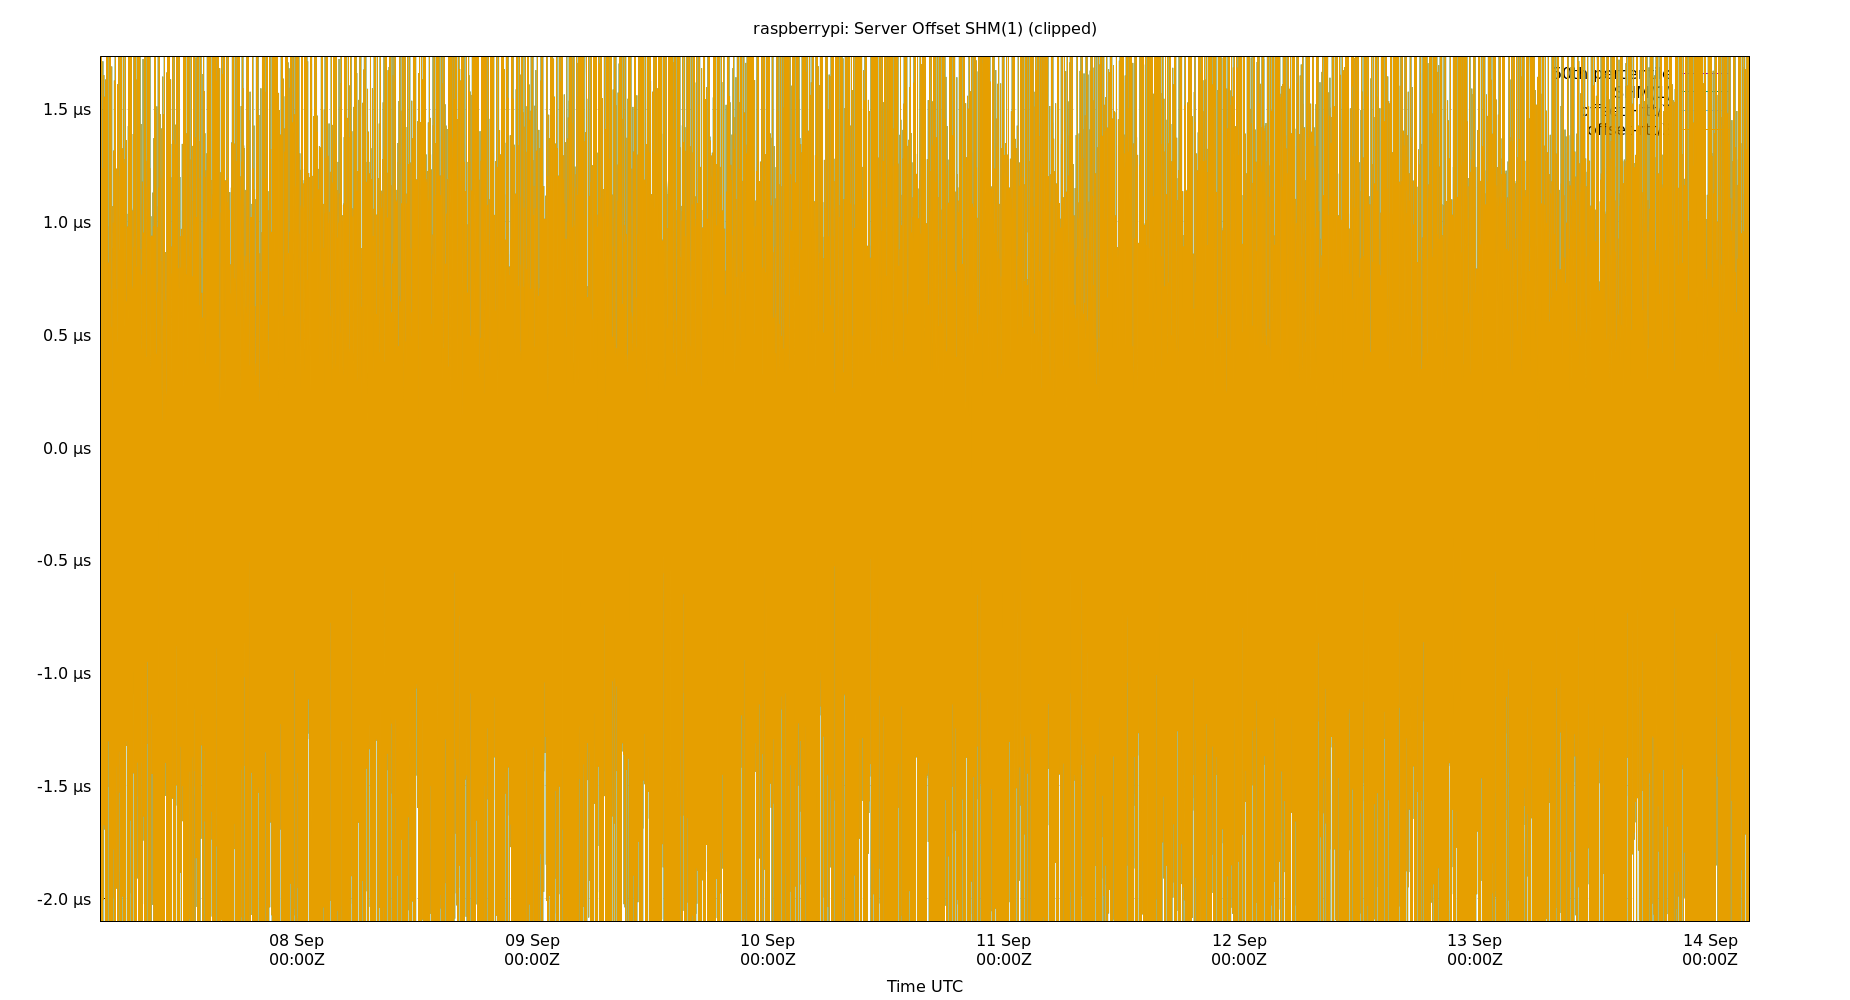 raspberrypi: Server Offset SHM(1) (clipped)
1.5 µs
1.0 µs
0.5 µs
0.0 µs
-0.5 µs
-1.0 µs
-1.5 µs
-2.0 µs
08 Sep 09 Sep 10 Sep 11 Sep 12 Sep 13 Sep 14 Sep
00:00Z 00:00Z 00:00Z 00:00Z 00:00Z 00:00Z 00:00Z
Time UTC